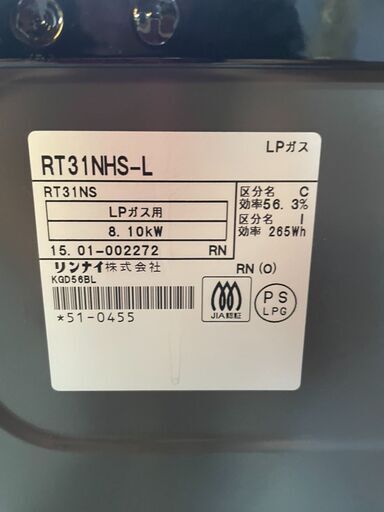 LPガス
RT31NHS-L
RT31NS
LPガス用
8.10kW
15.01-002272 RN
区分名 C
効率56.3%
区分名 I
効率 265Wh
リンナイ株式会社
KGD56BL
RN(O)
*51-0455
JIA認証
PS
LPG